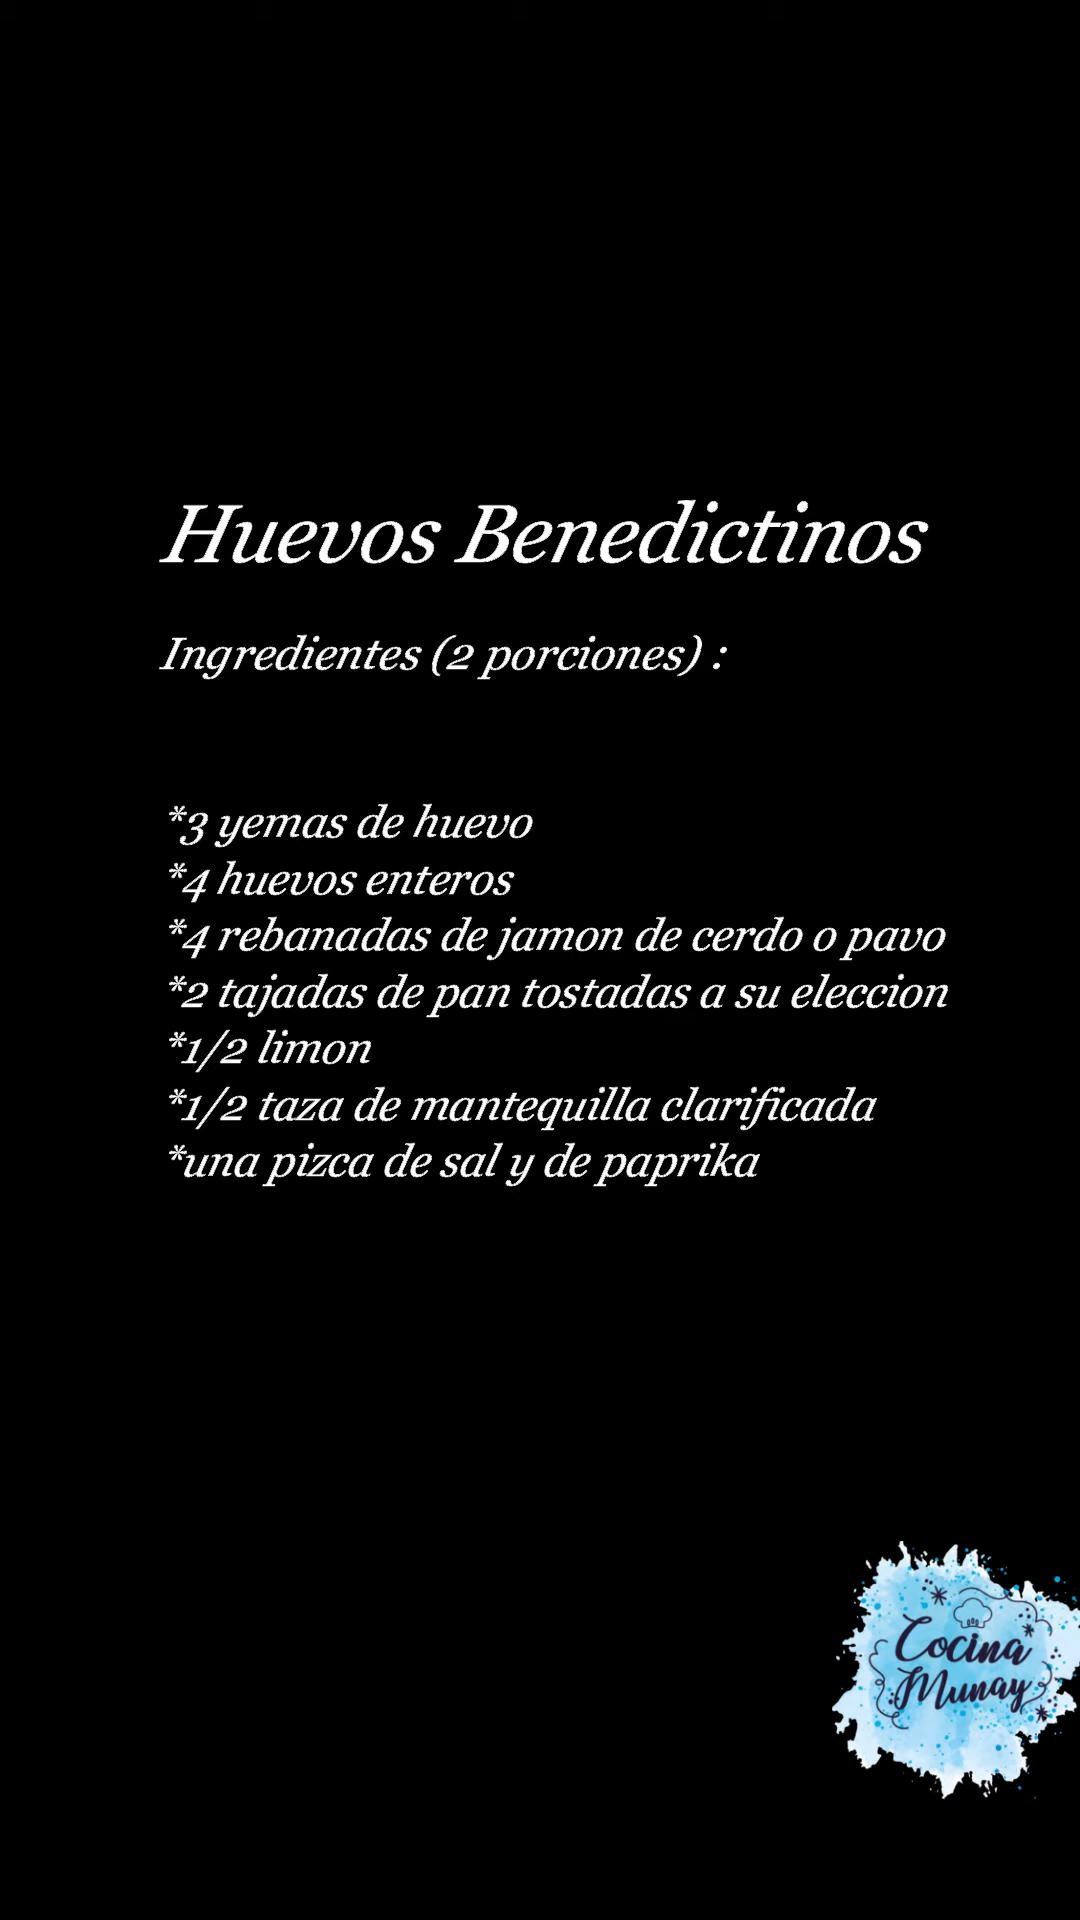 Huevos Benedictinos
Ingredientes (2 porciones) :
*3 yemas de huevo
*4 huevos enteros
*4 rebanadas de jamon de cerdo o pavo
*2 tajadas de pan tostadas a su eleccion
*1/2 limon
*1/2 taza de mantequilla clarificada
*una pizca de sal y de paprika
Cocina
Munay